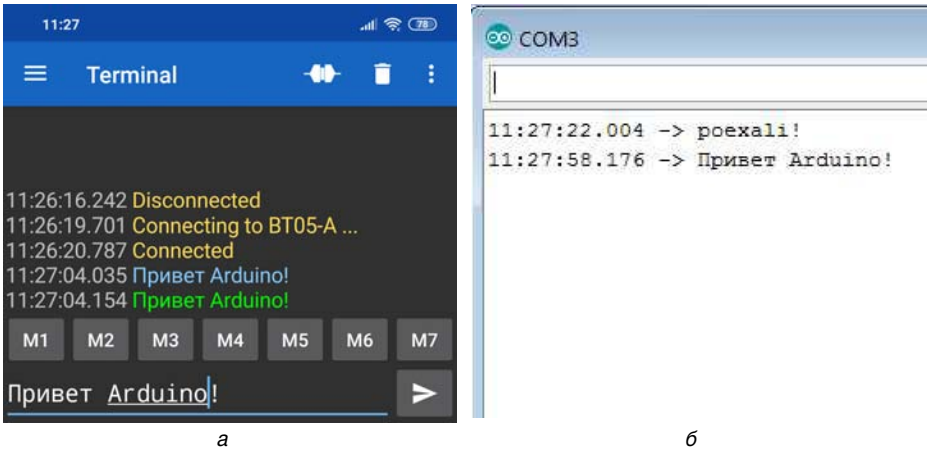 11:27
78
Terminal
11:26:16.242 Disconnected
11:26:19.701 Connecting to BT05-A ...
11:26:20.787 Connected
11:27:04.035 Привет Arduino!
11:27:04.154 Привет Arduino!
M1 M2 M3 M4 M5 M6 M7
Привет Arduino!
а
COM3
11:27:22.004 -> poexali!
11:27:58.176 -> Привет Arduino!
б